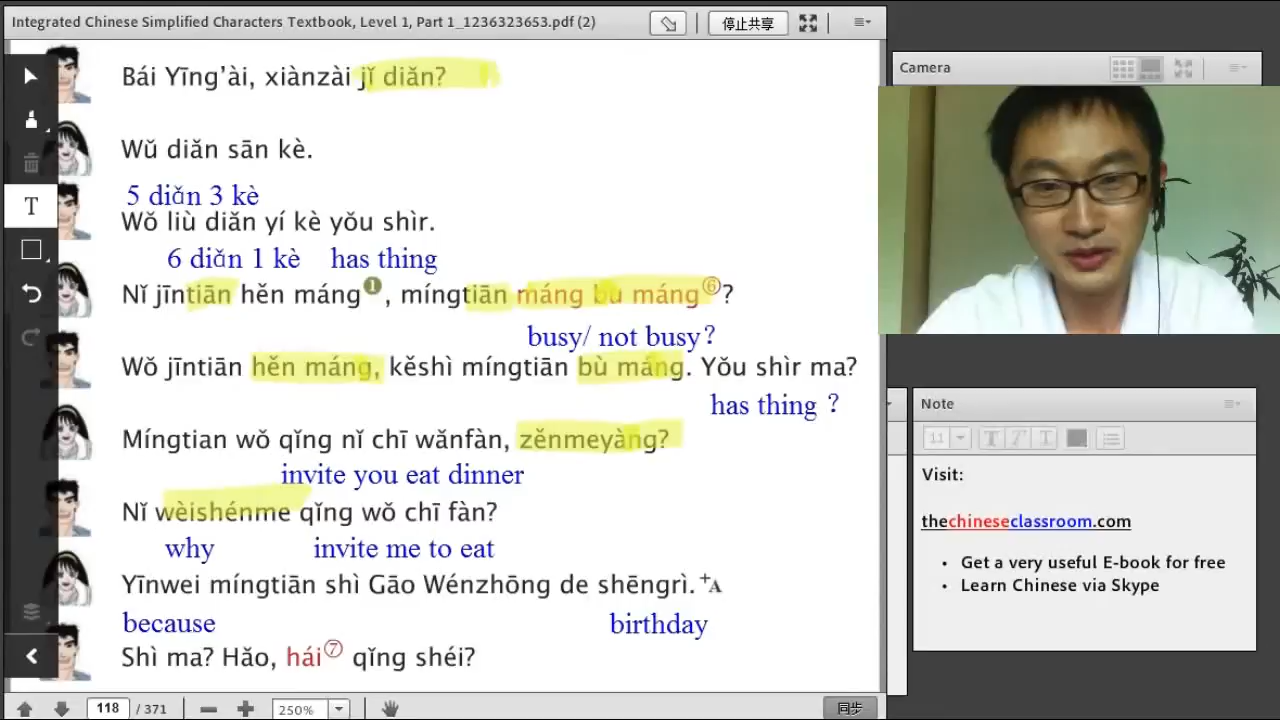 Integrated Chinese Simplified Characters Textbook, Level 1, Part 1_1236323653.pdf (2)
停止共享
Camera
Bái Yīng'ài, xiànzài jǐ diǎn?
Wǔ diǎn sān kè.
5 diǎn 3 kè
Wǒ liù diǎn yí kè yǒu shìr.
6 diǎn 1 kè has thing
Nǐ jīntiān hěn máng❶, míngtiān máng bu máng⑥?
busy/ not busy?
Wǒ jīntiān hěn máng, kěshì míngtiān bù máng. Yǒu shìr ma?
has thing ?
Míngtian wǒ qǐng nǐ chī wǎnfàn, zěnmeyàng?
invite you eat dinner
Nǐ wèishénme qǐng wǒ chī fàn?
why invite me to eat
Yīnwei míngtiān shì Gāo Wénzhōng de shēngrì.+A
because birthday
Shì ma? Hǎo, hái⑦ qǐng shéi?
T
118 / 371
250%
同步
Note
11 T T T
Visit:
thechineseclassroom.com
• Get a very useful E-book for free
• Learn Chinese via Skype